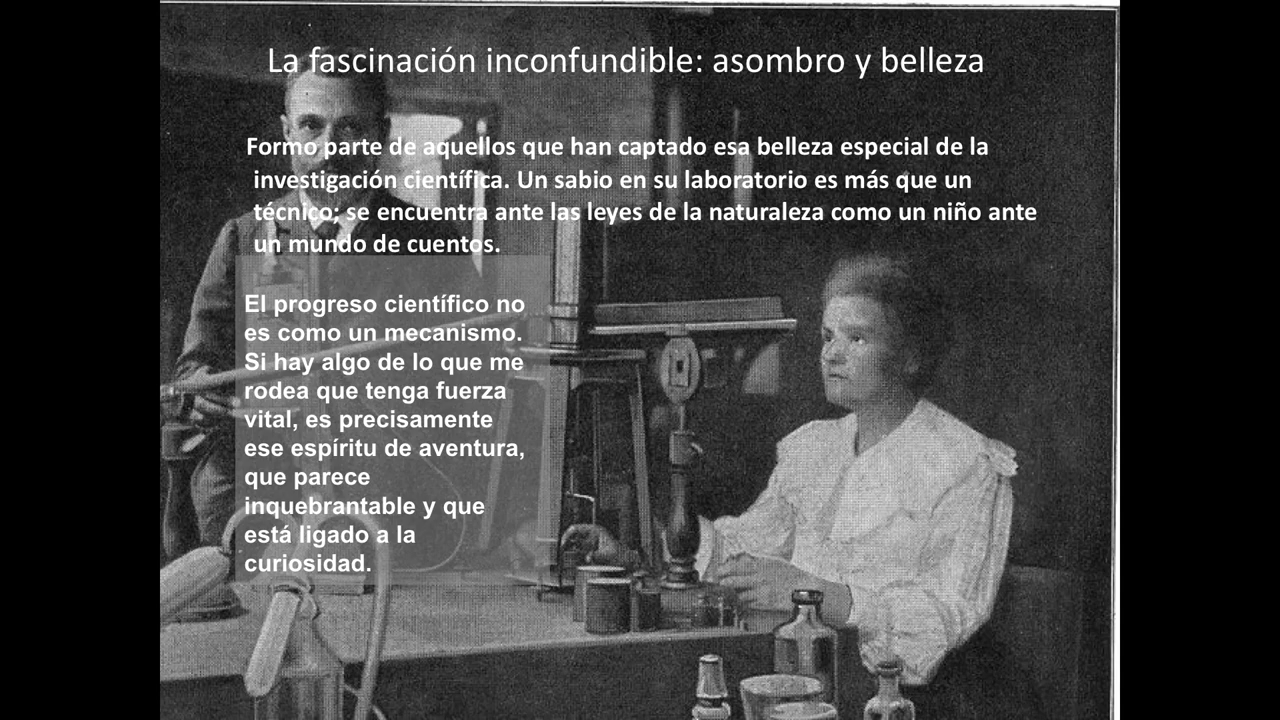 La fascinación inconfundible: asombro y belleza
Formo parte de aquellos que han captado esa belleza especial de la
investigación científica. Un sabio en su laboratorio es más que un
técnico; se encuentra ante las leyes de la naturaleza como un niño ante
un mundo de cuentos.
El progreso científico no
es como un mecanismo.
Si hay algo de lo que me
rodea que tenga fuerza
vital, es precisamente
ese espíritu de aventura,
que parece
inquebrantable y que
está ligado a la
curiosidad.